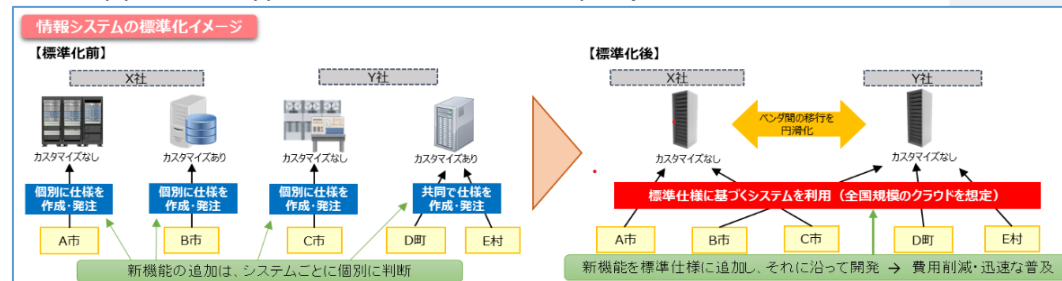 情報システムの標準化イメージ
【標準化前】
X社
Y社
カスタマイズなし
カスタマイズあり
カスタマイズなし
カスタマイズあり
個別に仕様を
作成・発注
個別に仕様を
作成・発注
個別に仕様を
作成・発注
共同で仕様を
作成・発注
A市
B市
C市
D町
E村
新機能の追加は、システムごとに個別に判断
【標準化後】
X社
Y社
ベンダ間の移行を
円滑化
カスタマイズなし
カスタマイズなし
標準仕様に基づくシステムを利用（全国規模のクラウドを想定）
A市
B市
C市
D町
E村
新機能を標準仕様に追加し、それに沿って開発 → 費用削減・迅速な普及